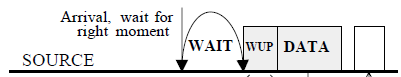 Arrival, wait for
right moment
WAIT WUP DATA
SOURCE